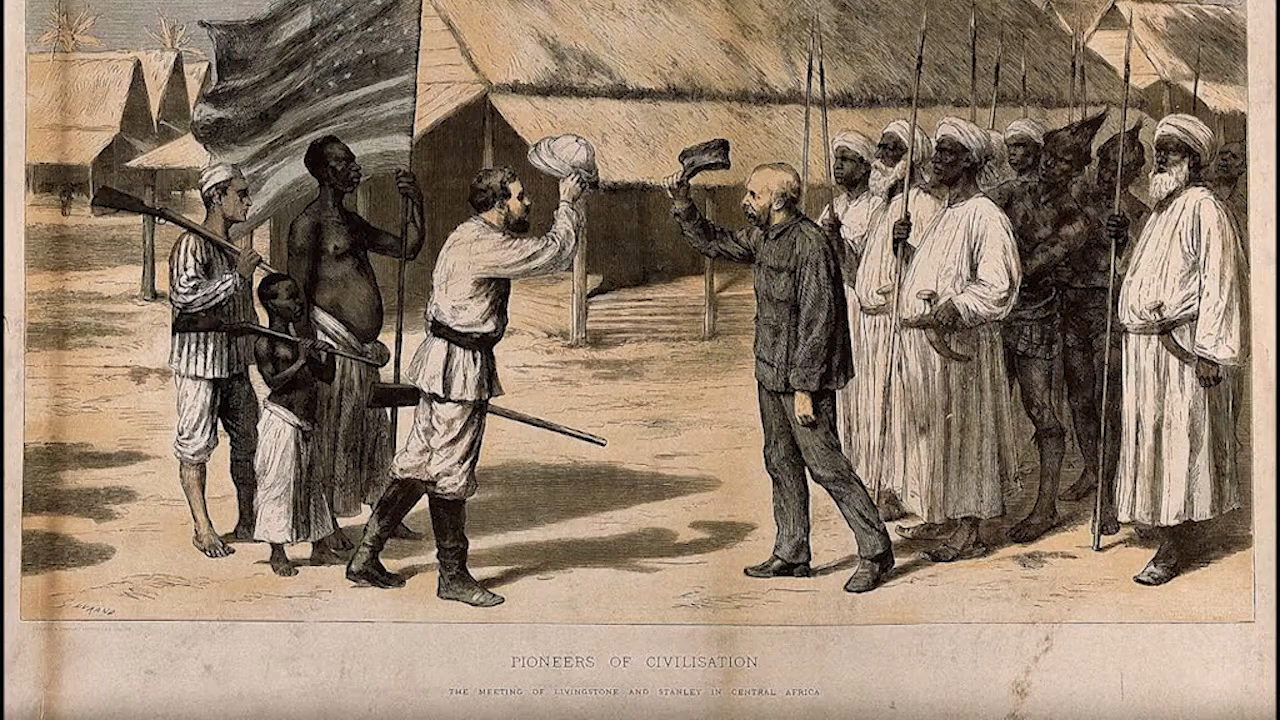 PIONEERS OF CIVILISATION
THE MEETING OF LIVINGSTONE AND STANLEY IN CENTRAL AFRICA